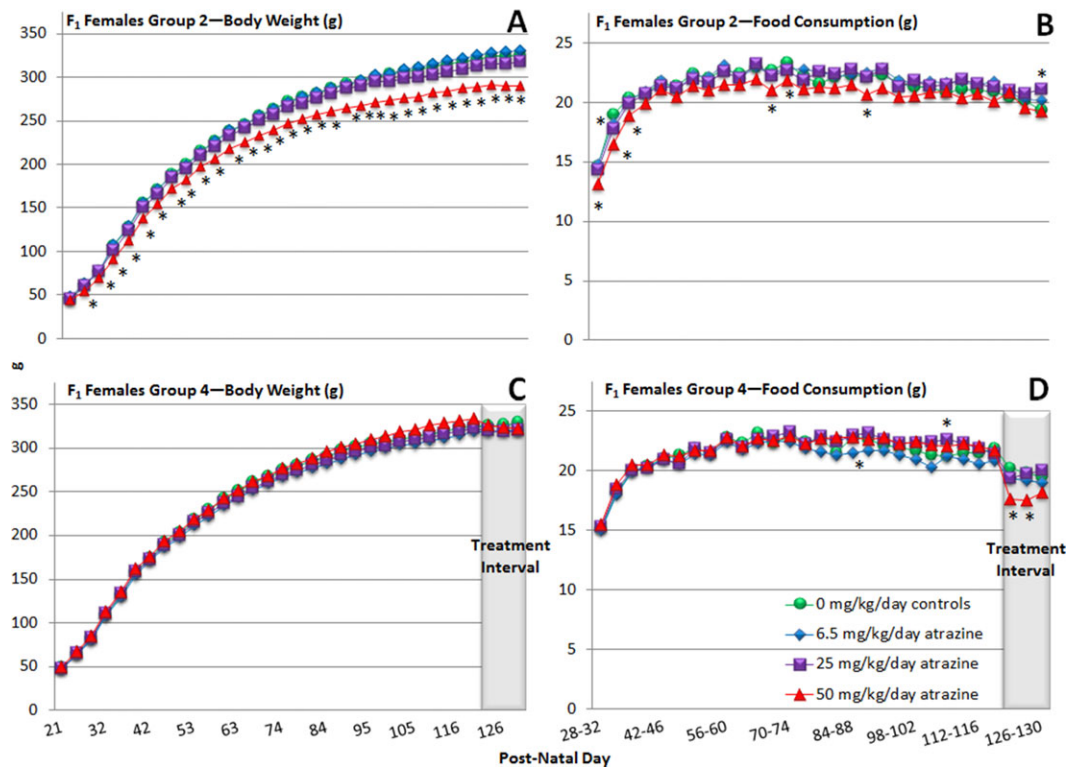 F₁ Females Group 2—Body Weight (g)
A
350
300
250
200
150
100
50
0
*
F₁ Females Group 2—Food Consumption (g)
B
25
20
15
10
5
0
*
g
F₁ Females Group 4—Body Weight (g)
C
350
300
250
200
150
100
50
0
Treatment
Interval
21
32
42
53
63
74
84
95
105
116
126
F₁ Females Group 4—Food Consumption (g)
D
25
20
15
10
5
0
*
Treatment
Interval
0 mg/kg/day controls
6.5 mg/kg/day atrazine
25 mg/kg/day atrazine
50 mg/kg/day atrazine
28-32
42-46
56-60
70-74
84-88
98-102
112-116
126-130
Post-Natal Day